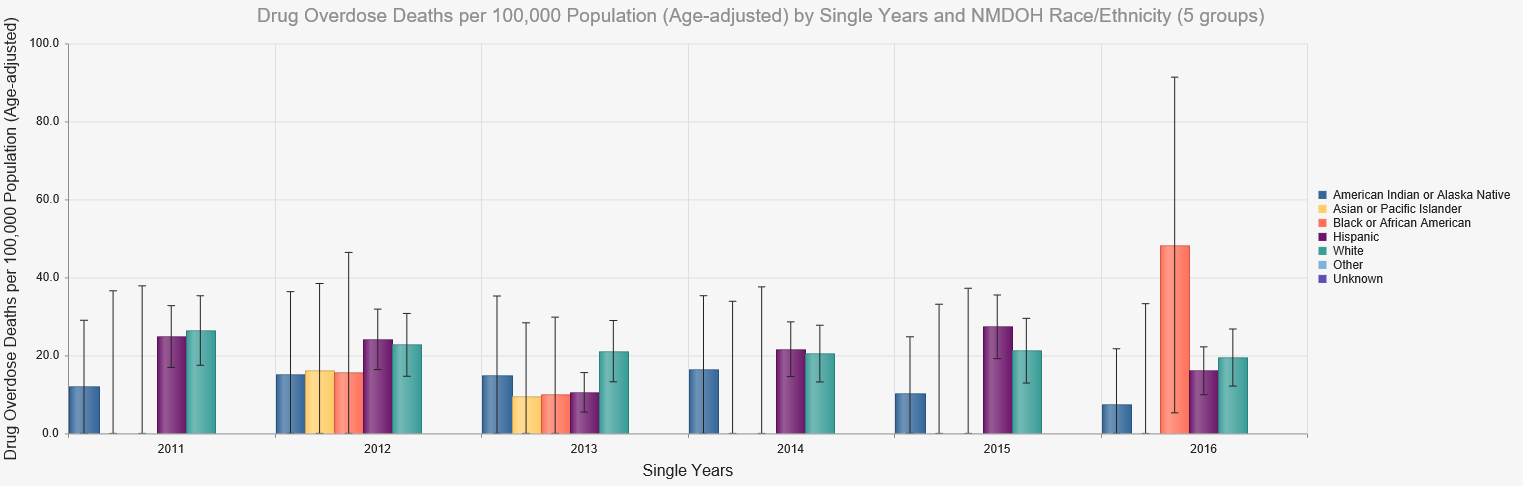 Drug Overdose Deaths per 100,000 Population (Age-adjusted) by Single Years and NMDOH Race/Ethnicity (5 groups)
Drug Overdose Deaths per 100,000 Population (Age-adjusted)
100.0
80.0
60.0
40.0
20.0
0.0
2011
2012
2013
2014
2015
2016
Single Years
American Indian or Alaska Native
Asian or Pacific Islander
Black or African American
Hispanic
White
Other
Unknown